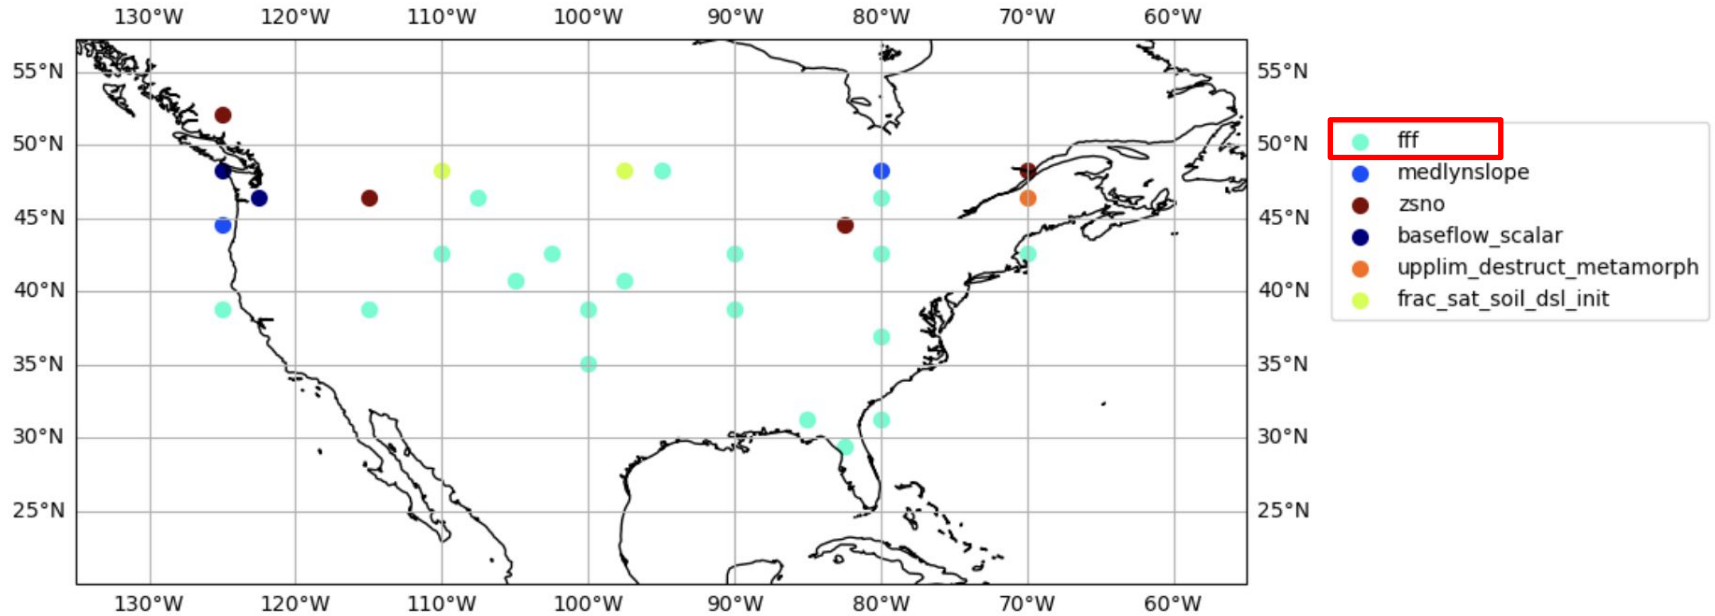 130°W 120°W 110°W 100°W 90°W 80°W 70°W 60°W
55°N 55°N
50°N 50°N
fff
medlynslope
zsno
45°N 45°N
baseflow_scalar
upplim_destruct_metamorph
40°N 40°N
frac_sat_soil_dsl_init
35°N 35°N
30°N 30°N
25°N 25°N
130°W 120°W 110°W 100°W 90°W 80°W 70°W 60°W